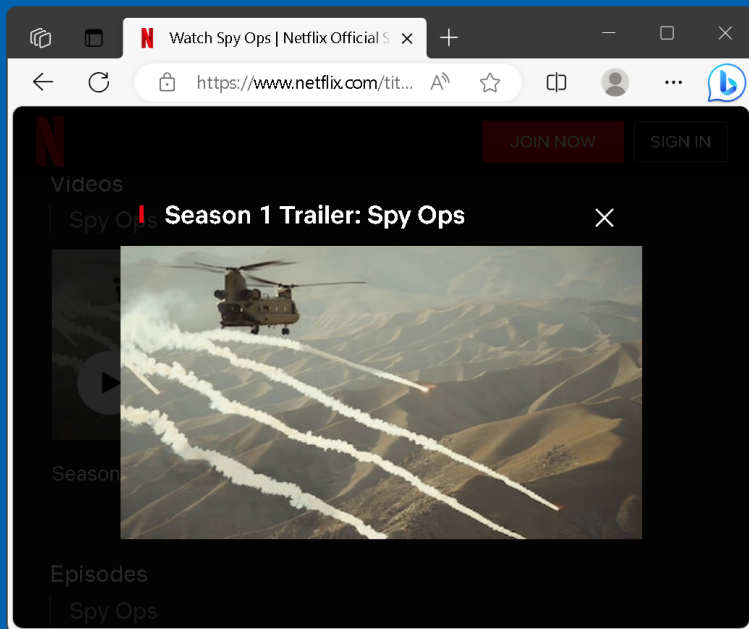 Watch Spy Ops | Netflix Official S
https://www.netflix.com/tit...
JOIN NOW
SIGN IN
Videos
Spy Ops
Season 1 Trailer: Spy Ops
Season
Episodes
Spy Ops